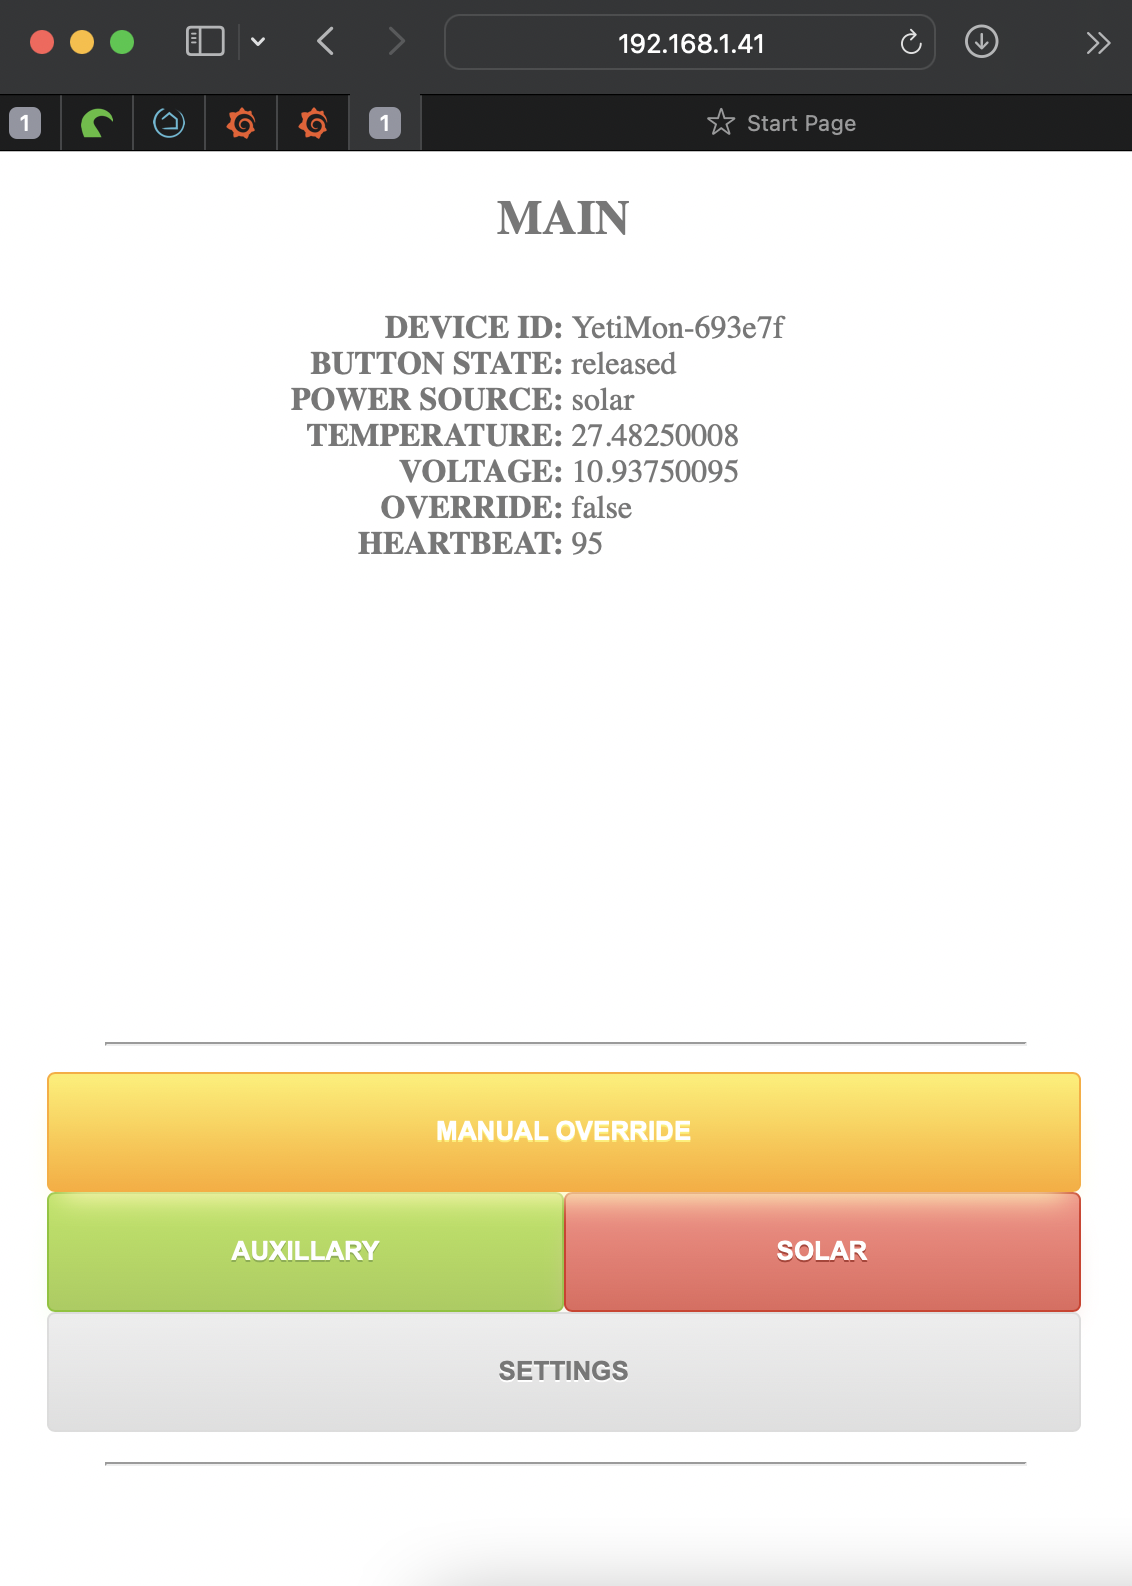 192.168.1.41
1
1
Start Page
MAIN
DEVICE ID: YetiMon-693e7f
BUTTON STATE: released
POWER SOURCE: solar
TEMPERATURE: 27.48250008
VOLTAGE: 10.93750095
OVERRIDE: false
HEARTBEAT: 95
MANUAL OVERRIDE
AUXILLARY
SOLAR
SETTINGS